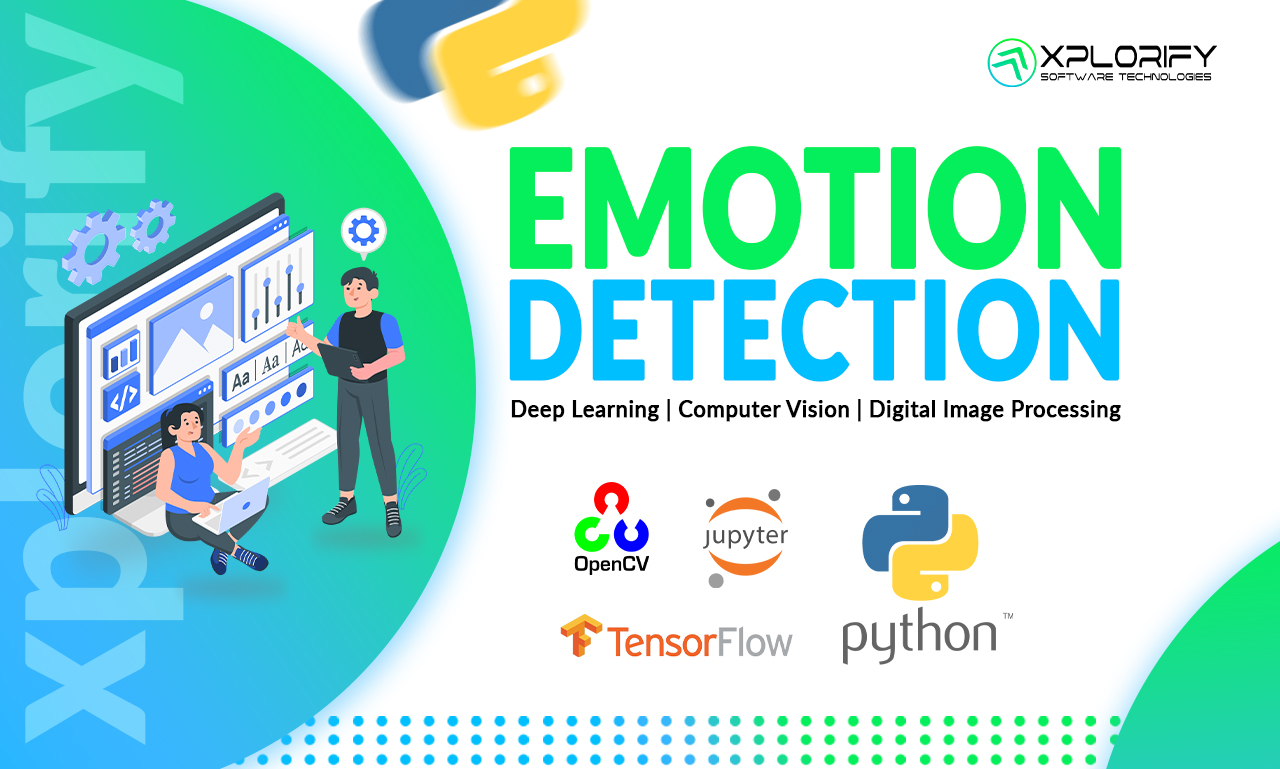 xplorify
XPLORIFY
SOFTWARE TECHNOLOGIES
EMOTION
DETECTION
Deep Learning | Computer Vision | Digital Image Processing
Aa | Aa | Aa
</>
OpenCV
jupyter
TensorFlow
python™